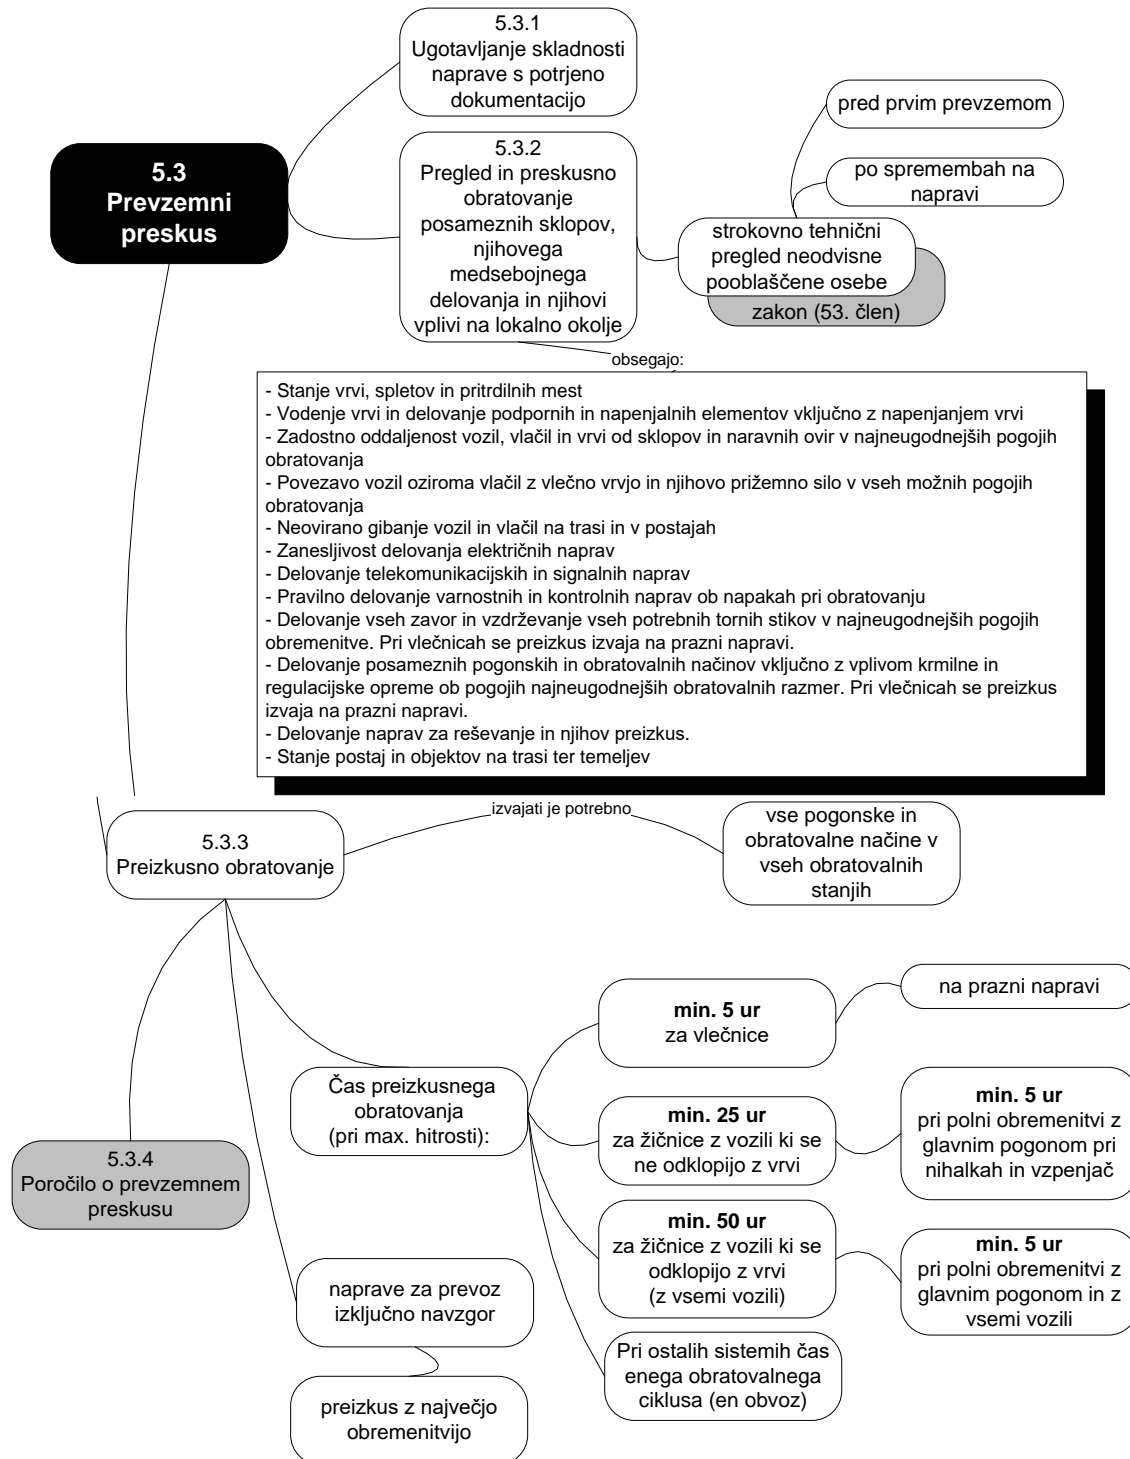 5.3
Prevzemni
preskus
5.3.1
Ugotavljanje skladnosti
naprave s potrjeno
dokumentacijo
5.3.2
Pregled in preskusno
obratovanje
posameznih sklopov,
njihovega
medsebojnega
delovanja in njihovi
vplivi na lokalno okolje
pred prvim prevzemom
po spremembah na
napravi
strokovno tehnični
pregled neodvisne
pooblaščene osebe
zakon (53. člen)
obsegajo:
- Stanje vrvi, spletov in pritrdilnih mest
- Vodenje vrvi in delovanje podpornih in napenjalnih elementov vključno z napenjanjem vrvi
- Zadostno oddaljenost vozil, vlačil in vrvi od sklopov in naravnih ovir v najneugodnejših pogojih
obratovanja
- Povezavo vozil oziroma vlačil z vlečno vrvjo in njihovo prižemno silo v vseh možnih pogojih
obratovanja
- Neovirano gibanje vozil in vlačil na trasi in v postajah
- Zanesljivost delovanja električnih naprav
- Delovanje telekomunikacijskih in signalnih naprav
- Pravilno delovanje varnostnih in kontrolnih naprav ob napakah pri obratovanju
- Delovanje vseh zavor in vzdrževanje vseh potrebnih tornih stikov v najneugodnejših pogojih
obremenitve. Pri vlečnicah se preizkus izvaja na prazni napravi.
- Delovanje posameznih pogonskih in obratovalnih načinov vključno z vplivom krmilne in
regulacijske opreme ob pogojih najneugodnejših obratovalnih razmer. Pri vlečnicah se preizkus
izvaja na prazni napravi.
- Delovanje naprav za reševanje in njihov preizkus.
- Stanje postaj in objektov na trasi ter temeljev
5.3.3
Preizkusno obratovanje
izvajati je potrebno
vse pogonske in
obratovalne načine v
vseh obratovalnih
stanjih
Čas preizkusnega
obratovanja
(pri max. hitrosti):
min. 5 ur
za vlečnice
na prazni napravi
min. 25 ur
za žičnice z vozili ki se
ne odklopijo z vrvi
min. 5 ur
pri polni obremenitvi z
glavnim pogonom pri
nihalkah in vzpenjač
min. 50 ur
za žičnice z vozili ki se
odklopijo z vrvi
(z vsemi vozili)
min. 5 ur
pri polni obremenitvi z
glavnim pogonom in z
vsemi vozili
Pri ostalih sistemih čas
enega obratovalnega
ciklusa (en obvoz)
5.3.4
Poročilo o prevzemnem
preskusu
naprave za prevoz
izključno navzgor
preizkus z največjo
obremenitvijo